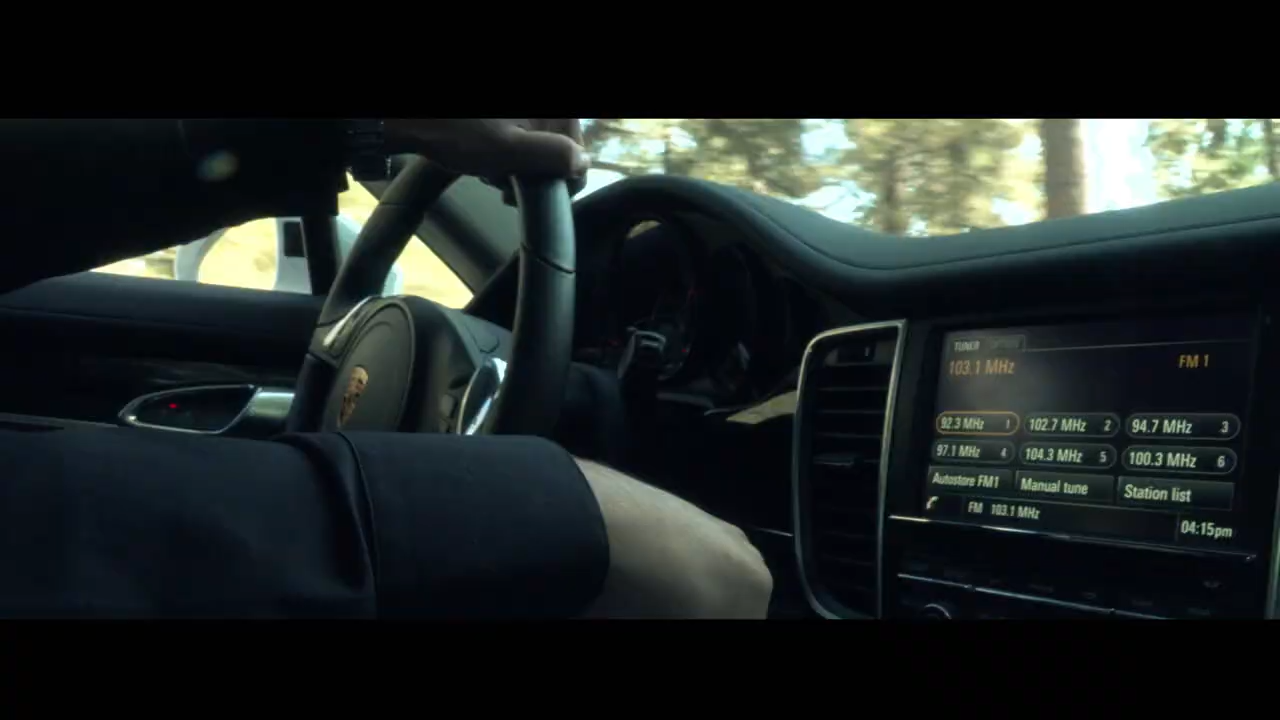 TUNER
103.1 MHz
FM 1
92.3 MHz 1
102.7 MHz 2
94.7 MHz 3
97.1 MHz 4
104.3 MHz 5
100.3 MHz 6
Autostore FM1
Manual tune
Station list
FM 103.1 MHz
04:15pm